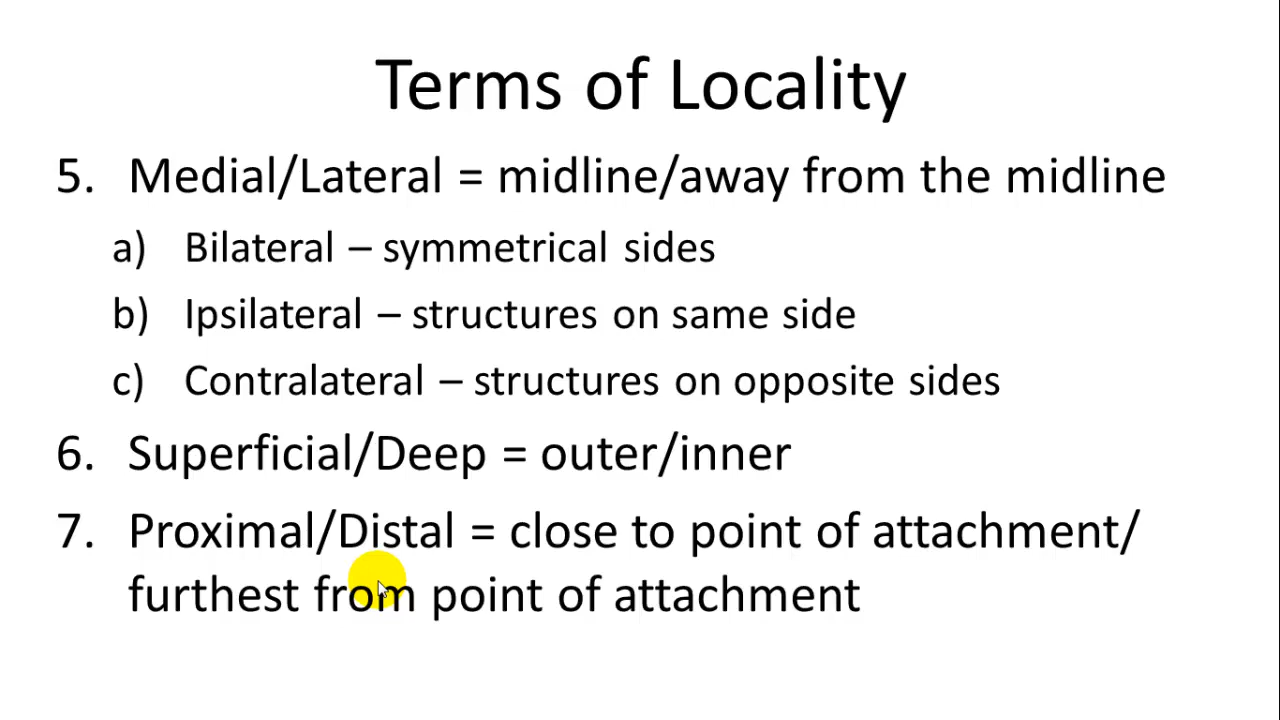 Terms of Locality
5. Medial/Lateral = midline/away from the midline
a) Bilateral – symmetrical sides
b) Ipsilateral – structures on same side
c) Contralateral – structures on opposite sides
6. Superficial/Deep = outer/inner
7. Proximal/Distal = close to point of attachment/
furthest from point of attachment